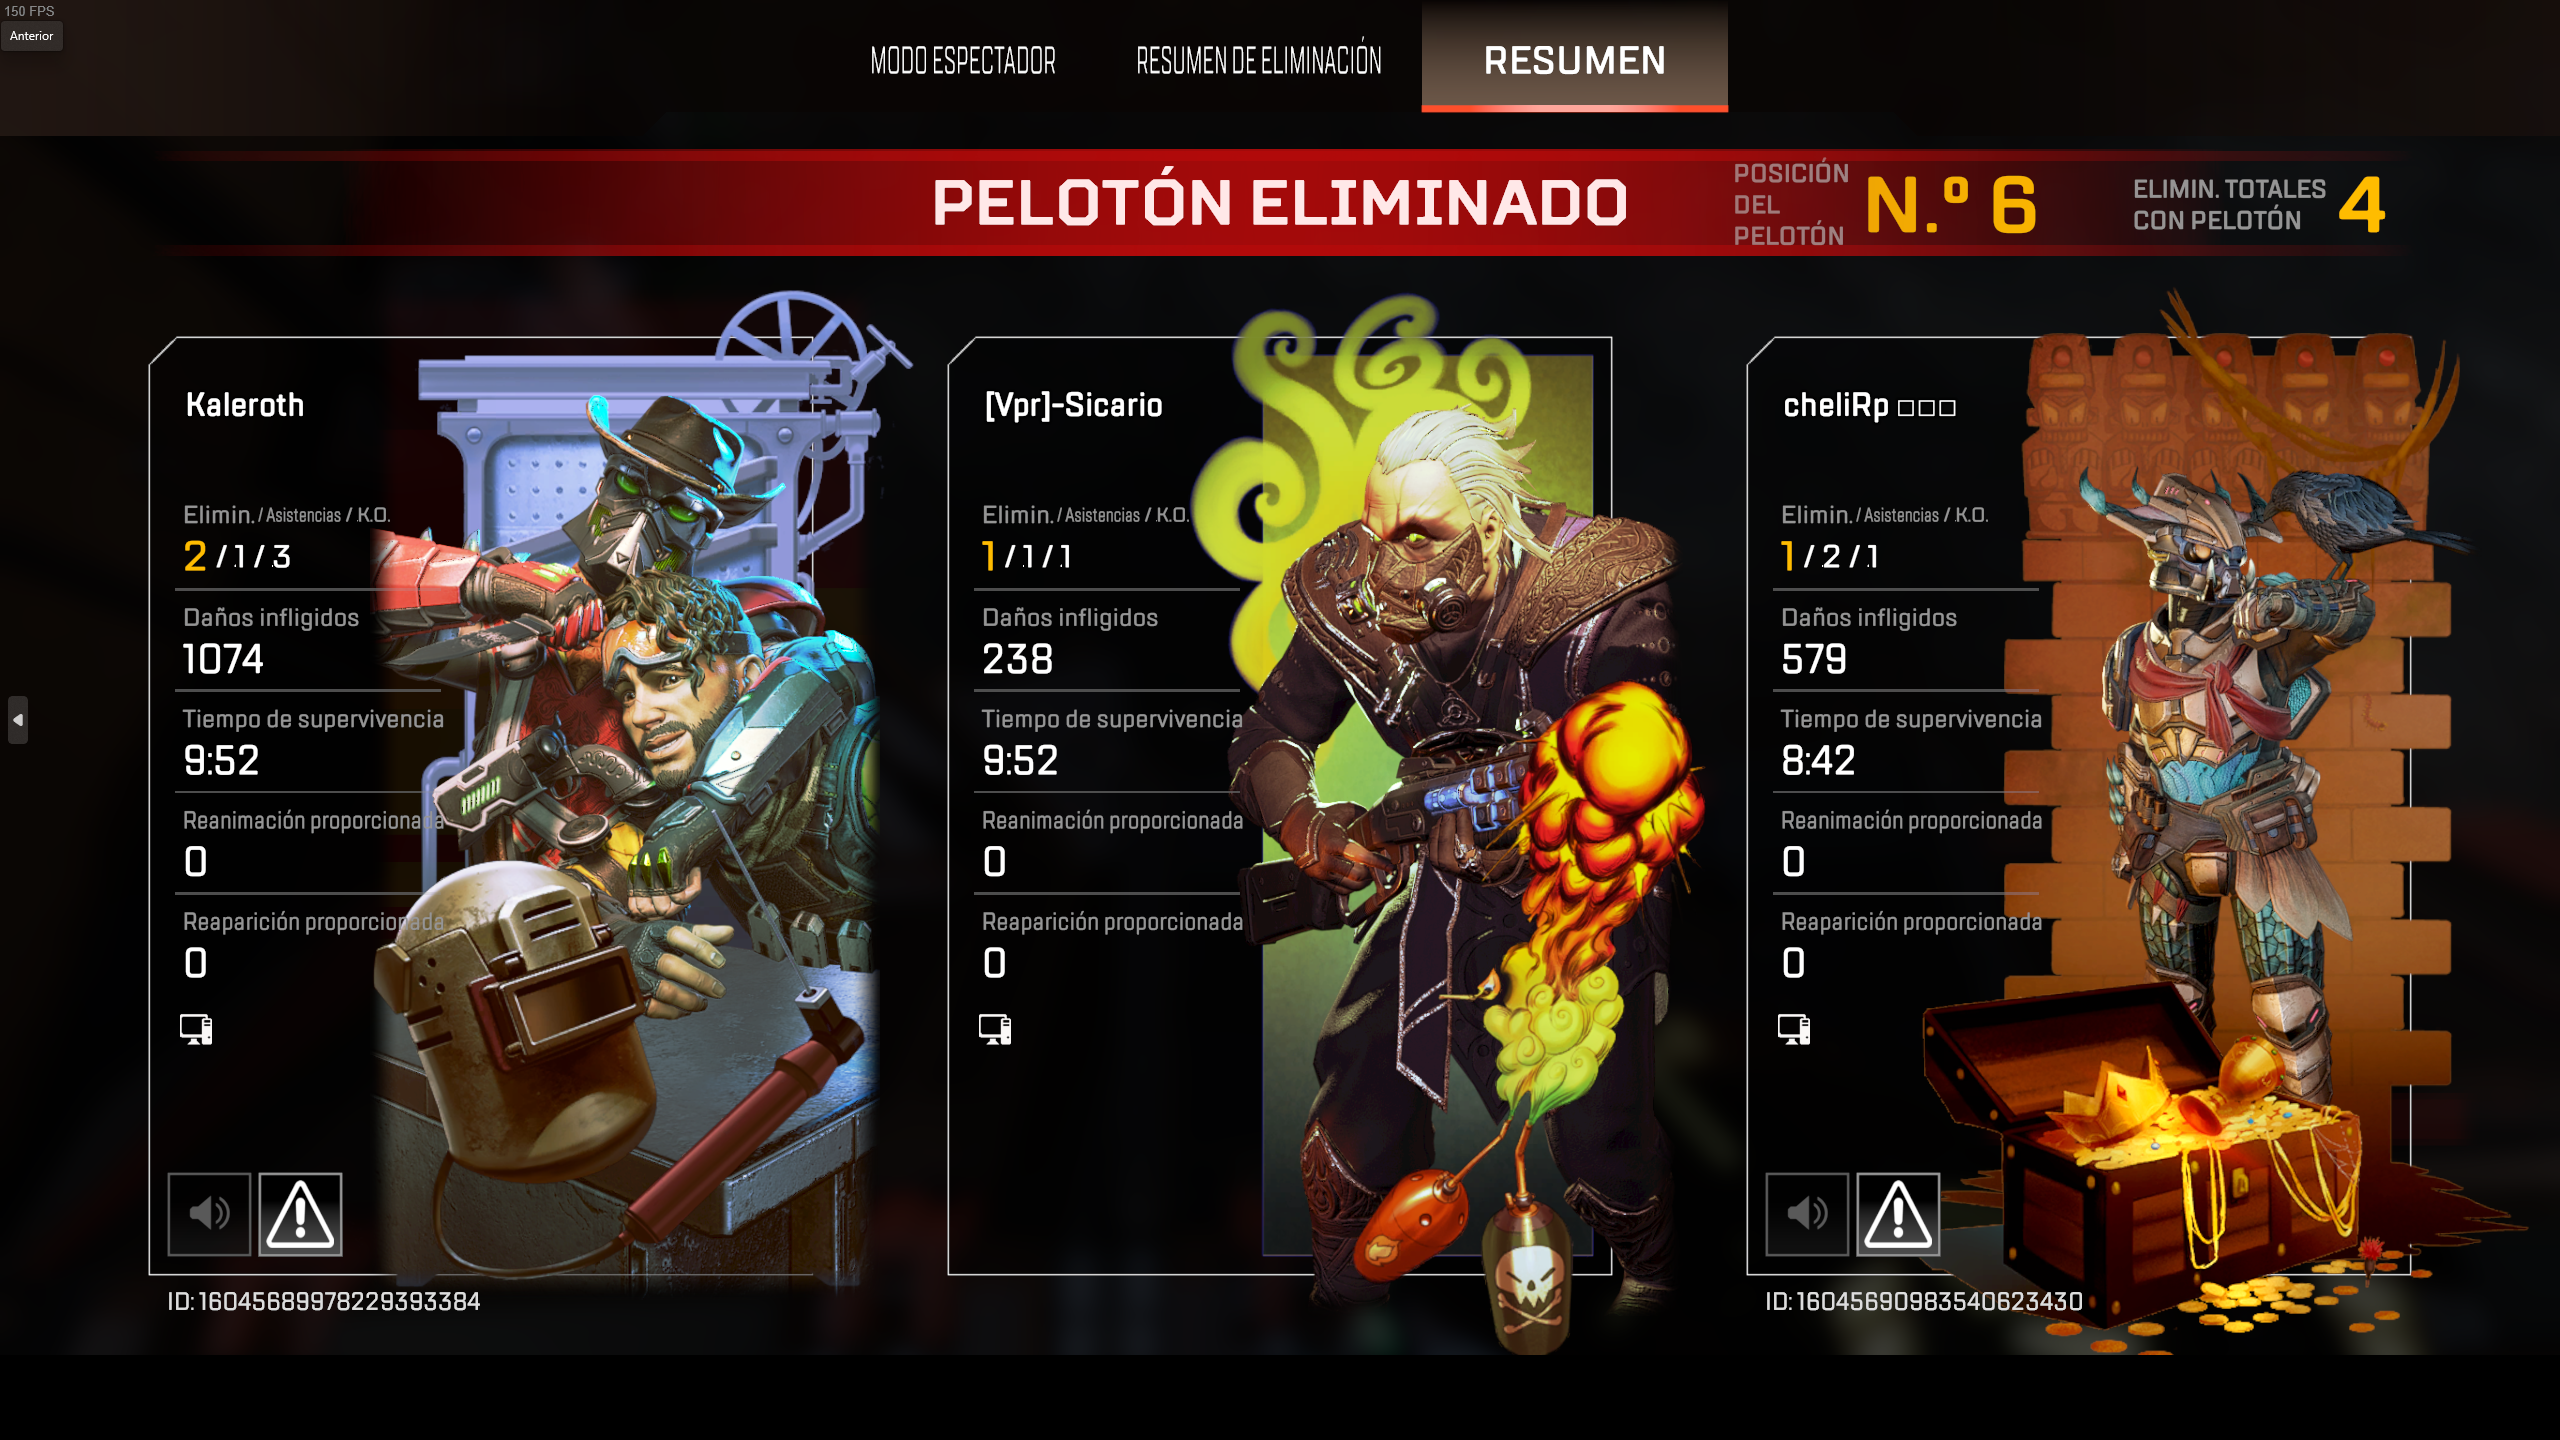 150 FPS
Anterior
MODO ESPECTADOR
RESUMEN DE ELIMINACIÓN
RESUMEN
PELOTÓN ELIMINADO
POSICIÓN
DEL
PELOTÓN
N.º 6
ELIMIN. TOTALES
CON PELOTÓN
4
Kaleroth
Elimin. / Asistencias / K.O.
2 / 1 / 3
Daños infligidos
1074
Tiempo de supervivencia
9:52
Reanimación proporcionada
0
Reaparición proporcionada
0
ID: 16045689978229393384
[Vpr]-Sicario
Elimin. / Asistencias / K.O.
1 / 1 / 1
Daños infligidos
238
Tiempo de supervivencia
9:52
Reanimación proporcionada
0
Reaparición proporcionada
0
cheliRp □□□
Elimin. / Asistencias / K.O.
1 / 2 / 1
Daños infligidos
579
Tiempo de supervivencia
8:42
Reanimación proporcionada
0
Reaparición proporcionada
0
ID: 16045690983540623430